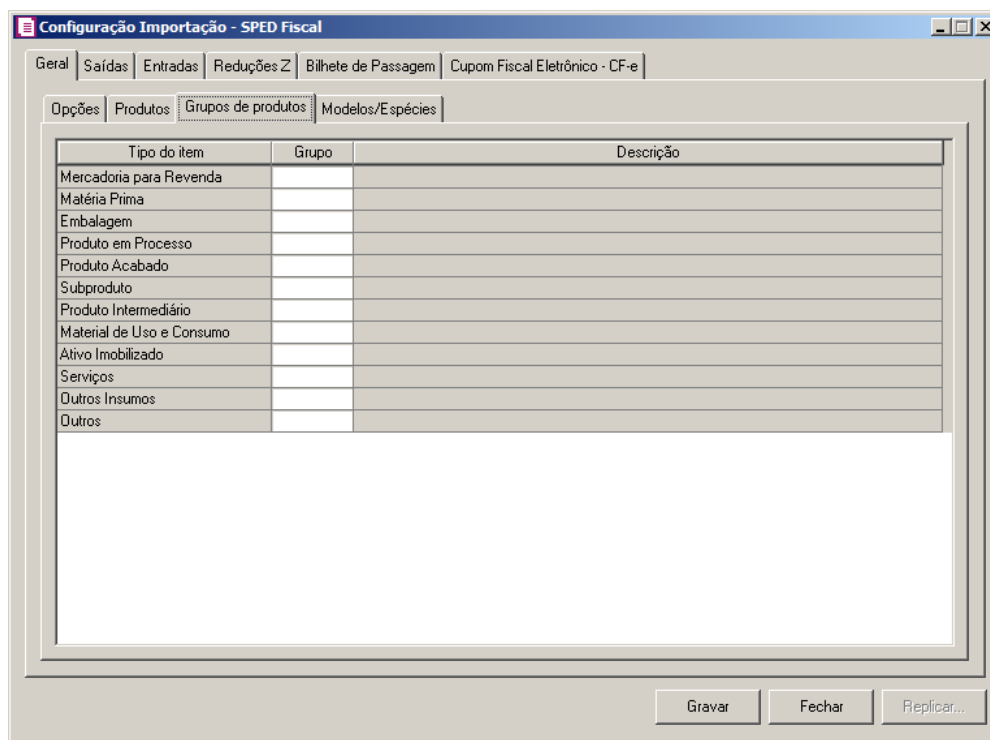 Configuração Importação - SPED Fiscal
Geral Saídas Entradas Reduções Z Bilhete de Passagem Cupom Fiscal Eletrônico - CF-e
Opções Produtos Grupos de produtos Modelos/Espécies
Tipo do item Grupo Descrição
Mercadoria para Revenda
Matéria Prima
Embalagem
Produto em Processo
Produto Acabado
Subproduto
Produto Intermediário
Material de Uso e Consumo
Ativo Imobilizado
Serviços
Outros Insumos
Outros
Gravar Fechar Replicar...